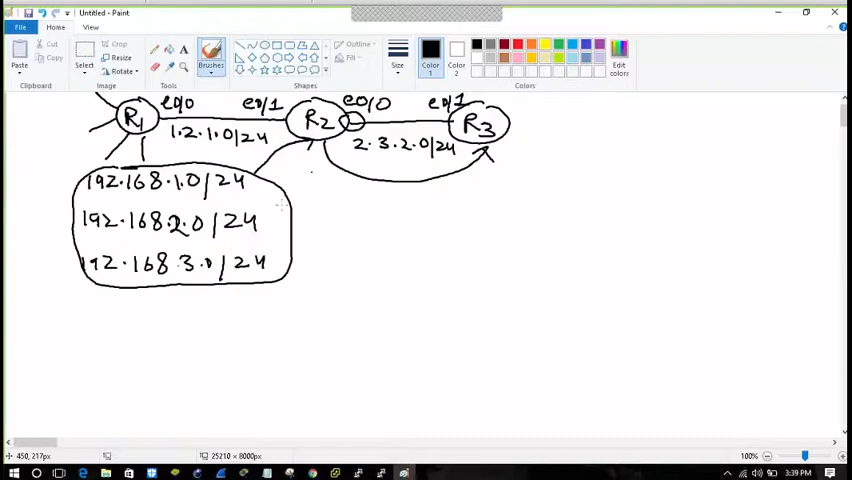 Untitled - Paint
File Home View
Cut
Copy
Paste
Clipboard
Select
Crop
Resize
Rotate
Image
Tools
Brushes
Outline
Fill
Shapes
Size
Color 1
Color 2
Edit colors
Colors
R1 e0/0 e0/1 R2 e0/0 e0/1 R3
1.2.1.0/24
2.3.2.0/24
192.168.1.0/24
192.168.2.0/24
192.168.3.0/24
450, 217px
25210 × 8000px
100%
3:39 PM